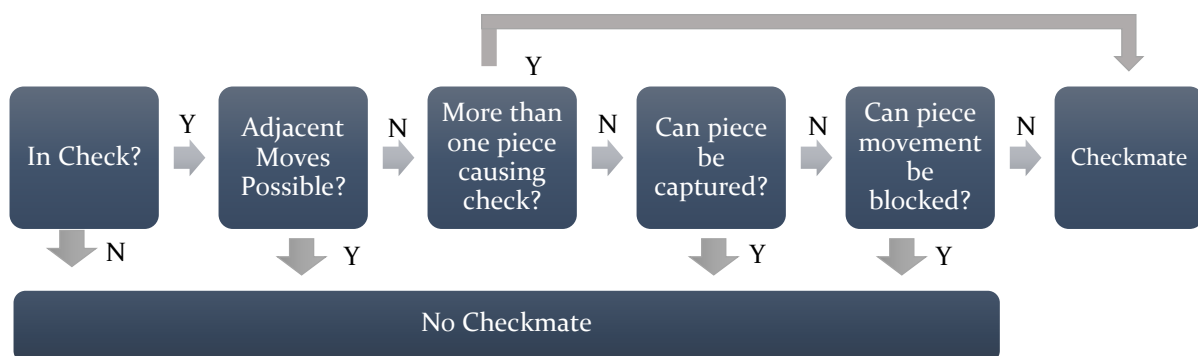 Y
In Check?
Y
Adjacent
Moves
Possible?
N
More than
one piece
causing
check?
N
Can piece
be
captured?
N
Can piece
movement
be
blocked?
N
Checkmate
N
Y
Y
Y
No Checkmate